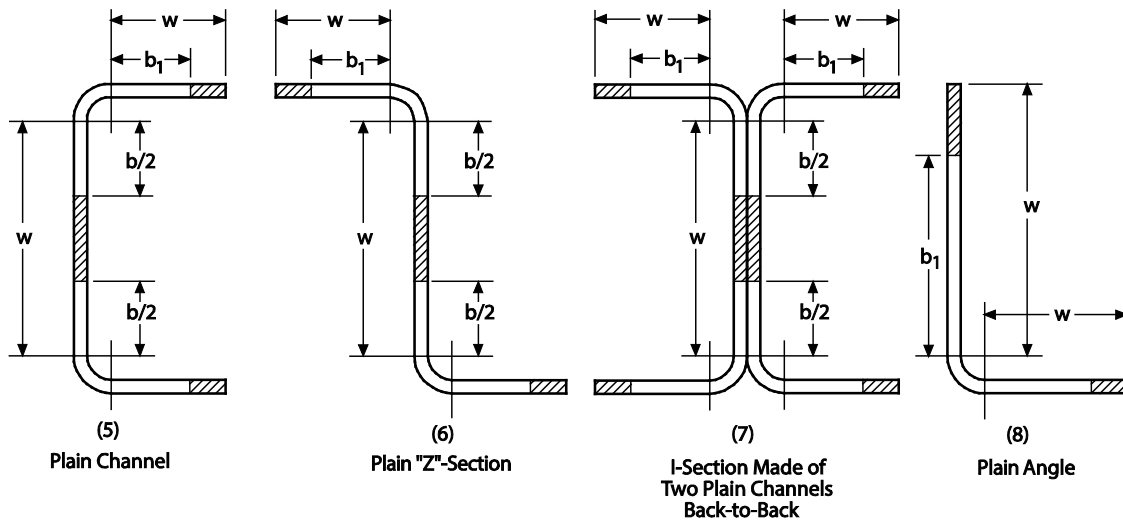 w
w
w
w
b₁
b₁
b₁
b₁
b/2
b/2
b/2
w
w
w
w
b₁
w
b/2
b/2
b/2
(5)
Plain Channel
(6)
Plain "Z"-Section
(7)
I-Section Made of
Two Plain Channels
Back-to-Back
(8)
Plain Angle